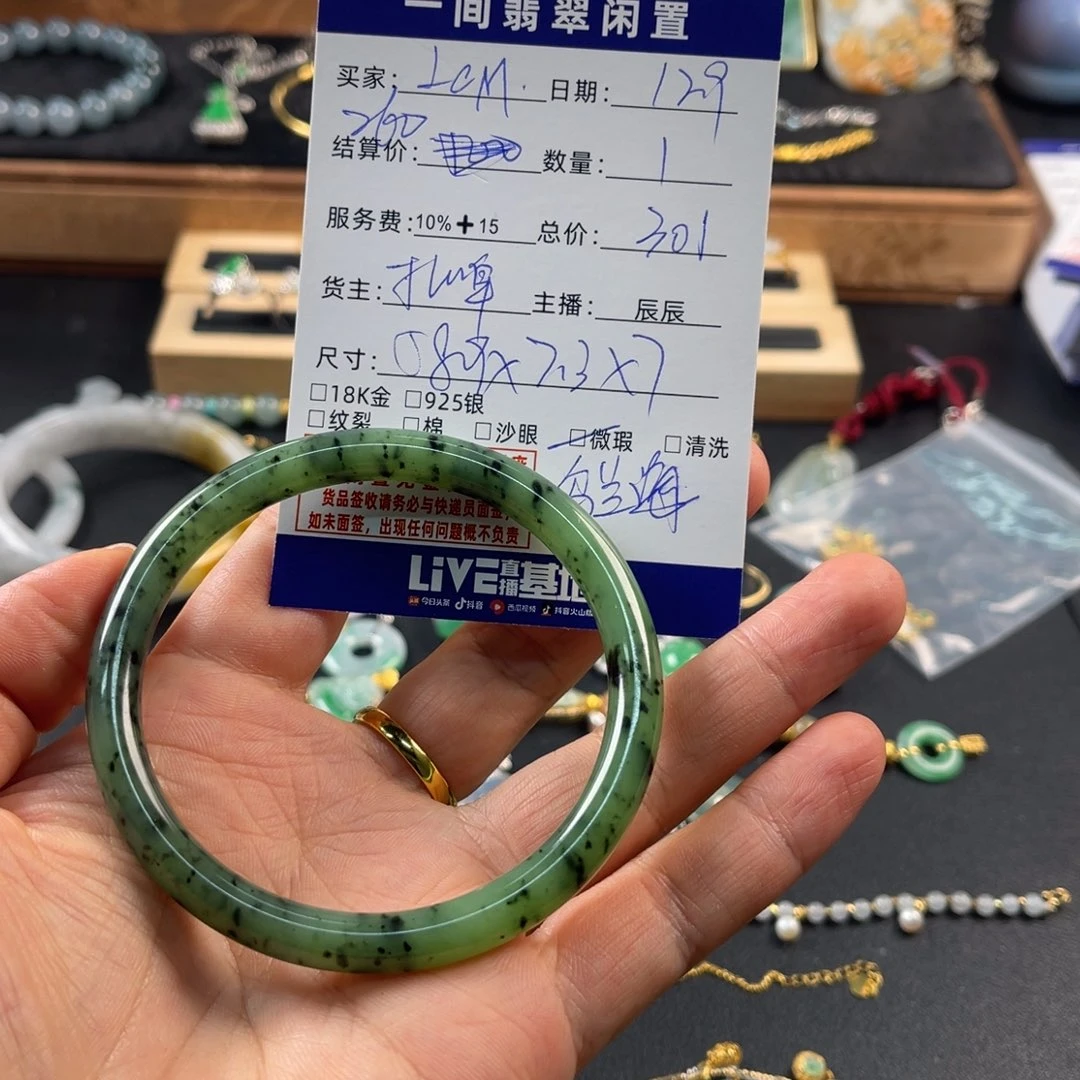 一间翡翠闲置
买家: LCM. 日期: 129
260
结算价: 数量: 1
服务费: 10%+15 总价: 301
货主: 主播: 辰辰
尺寸: 58.9x7.3x7
□18K金 □925银
□纹裂 □棉 □沙眼 □微瑕 □清洗
货品签收请务必与快递员面签,
如未面签，出现任何问题概不负责
LIVE直播基地
今日头条 抖音 西瓜视频 抖音火山